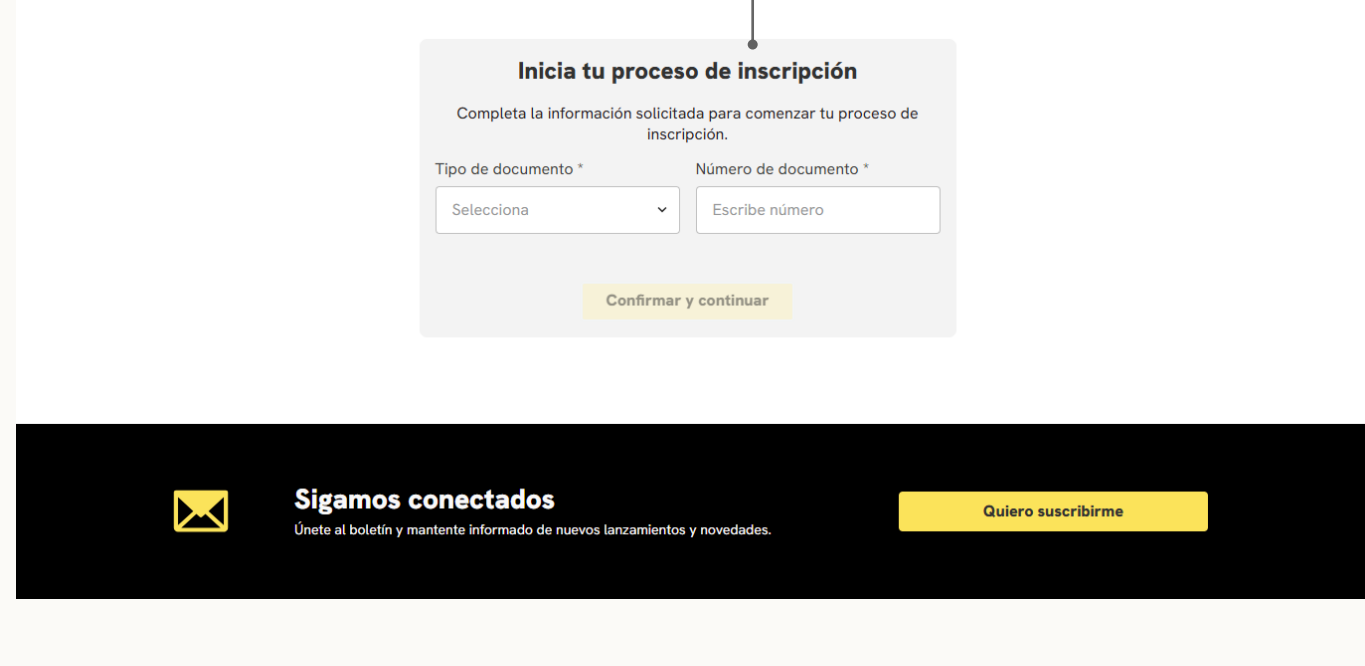 Inicia tu proceso de inscripción
Completa la información solicitada para comenzar tu proceso de
inscripción.
Tipo de documento *
Número de documento *
Selecciona
Escribe número
Confirmar y continuar
Sigamos conectados
Únete al boletín y mantente informado de nuevos lanzamientos y novedades.
Quiero suscribirme